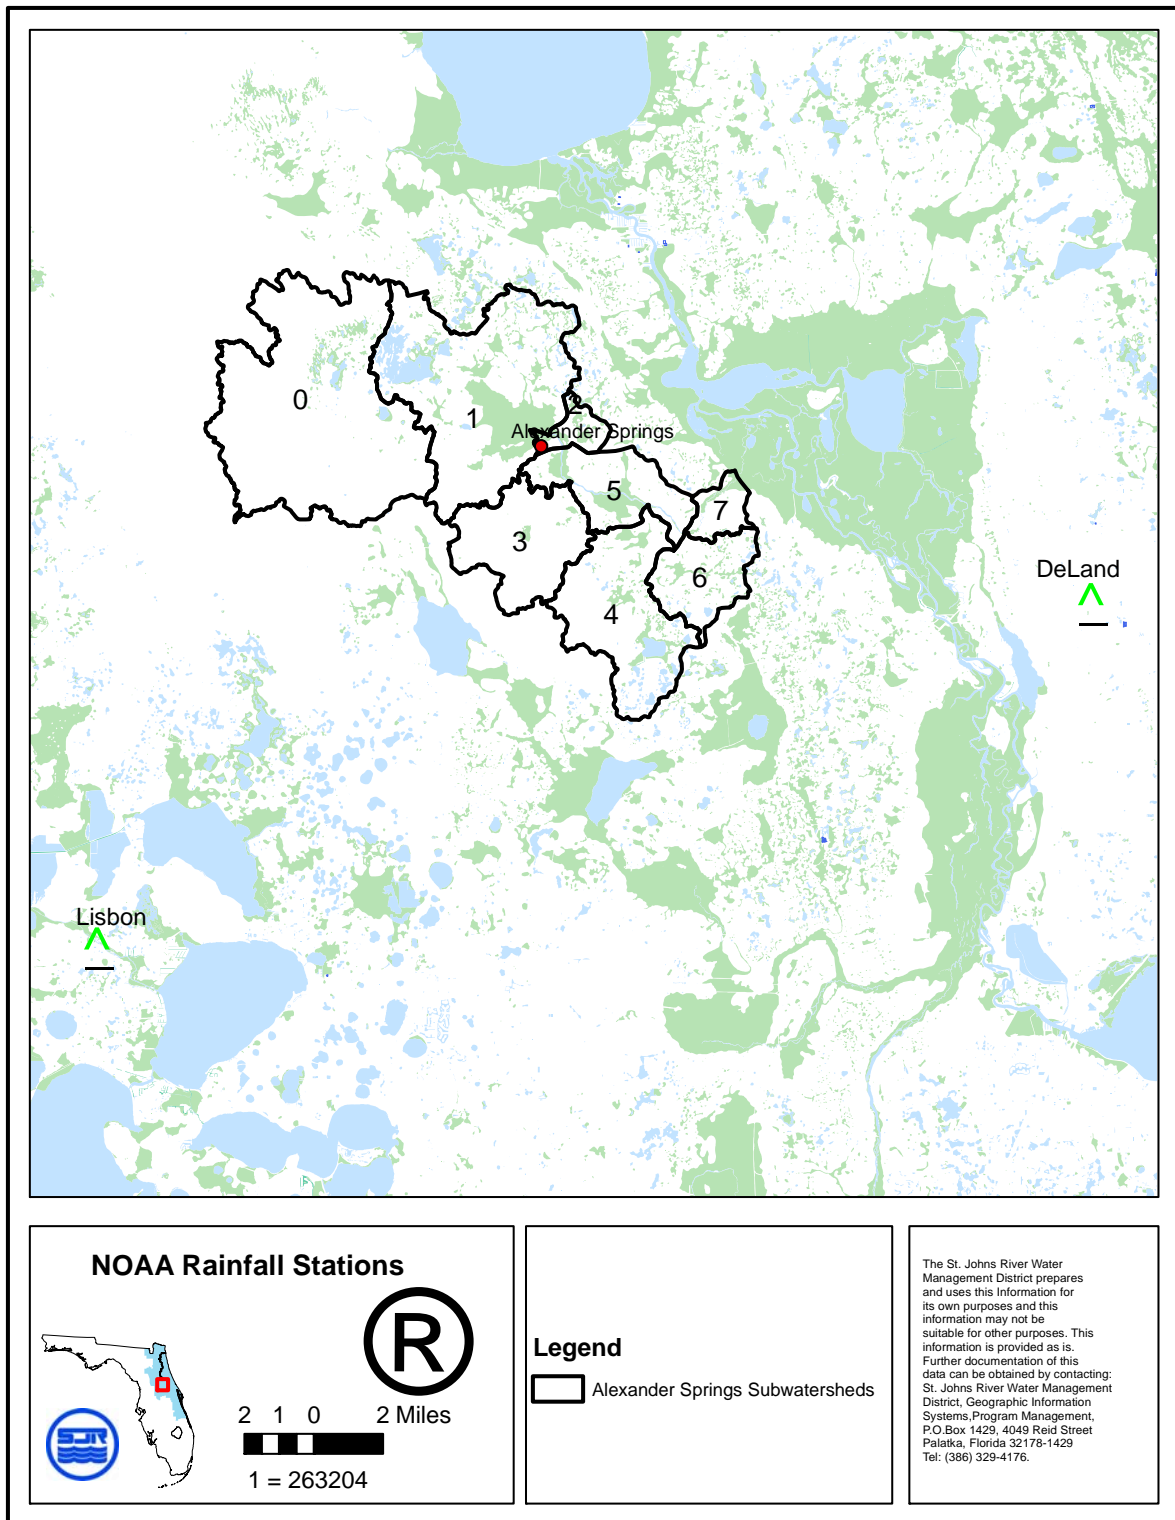 0
1
2
Alexander Springs
5
7
3
6
4
DeLand
^
Lisbon
^
NOAA Rainfall Stations
®
2 1 0 2 Miles
1 = 263204
SJR
Legend
Alexander Springs Subwatersheds
The St. Johns River Water
Management District prepares
and uses this Information for
its own purposes and this
information may not be
suitable for other purposes. This
information is provided as is.
Further documentation of this
data can be obtained by contacting:
St. Johns River Water Management
District, Geographic Information
Systems,Program Management,
P.O.Box 1429, 4049 Reid Street
Palatka, Florida 32178-1429
Tel: (386) 329-4176.